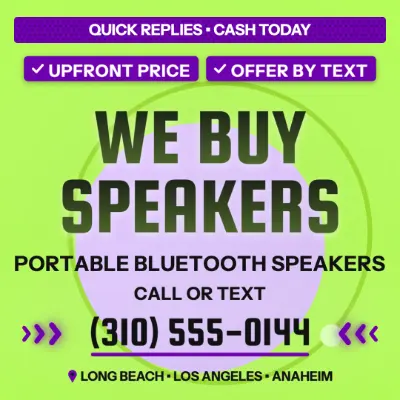 QUICK REPLIES • CASH TODAY
✓ UPFRONT PRICE ✓ OFFER BY TEXT
WE BUY
SPEAKERS
PORTABLE BLUETOOTH SPEAKERS
CALL OR TEXT
(310) 555-0144
LONG BEACH • LOS ANGELES • ANAHEIM